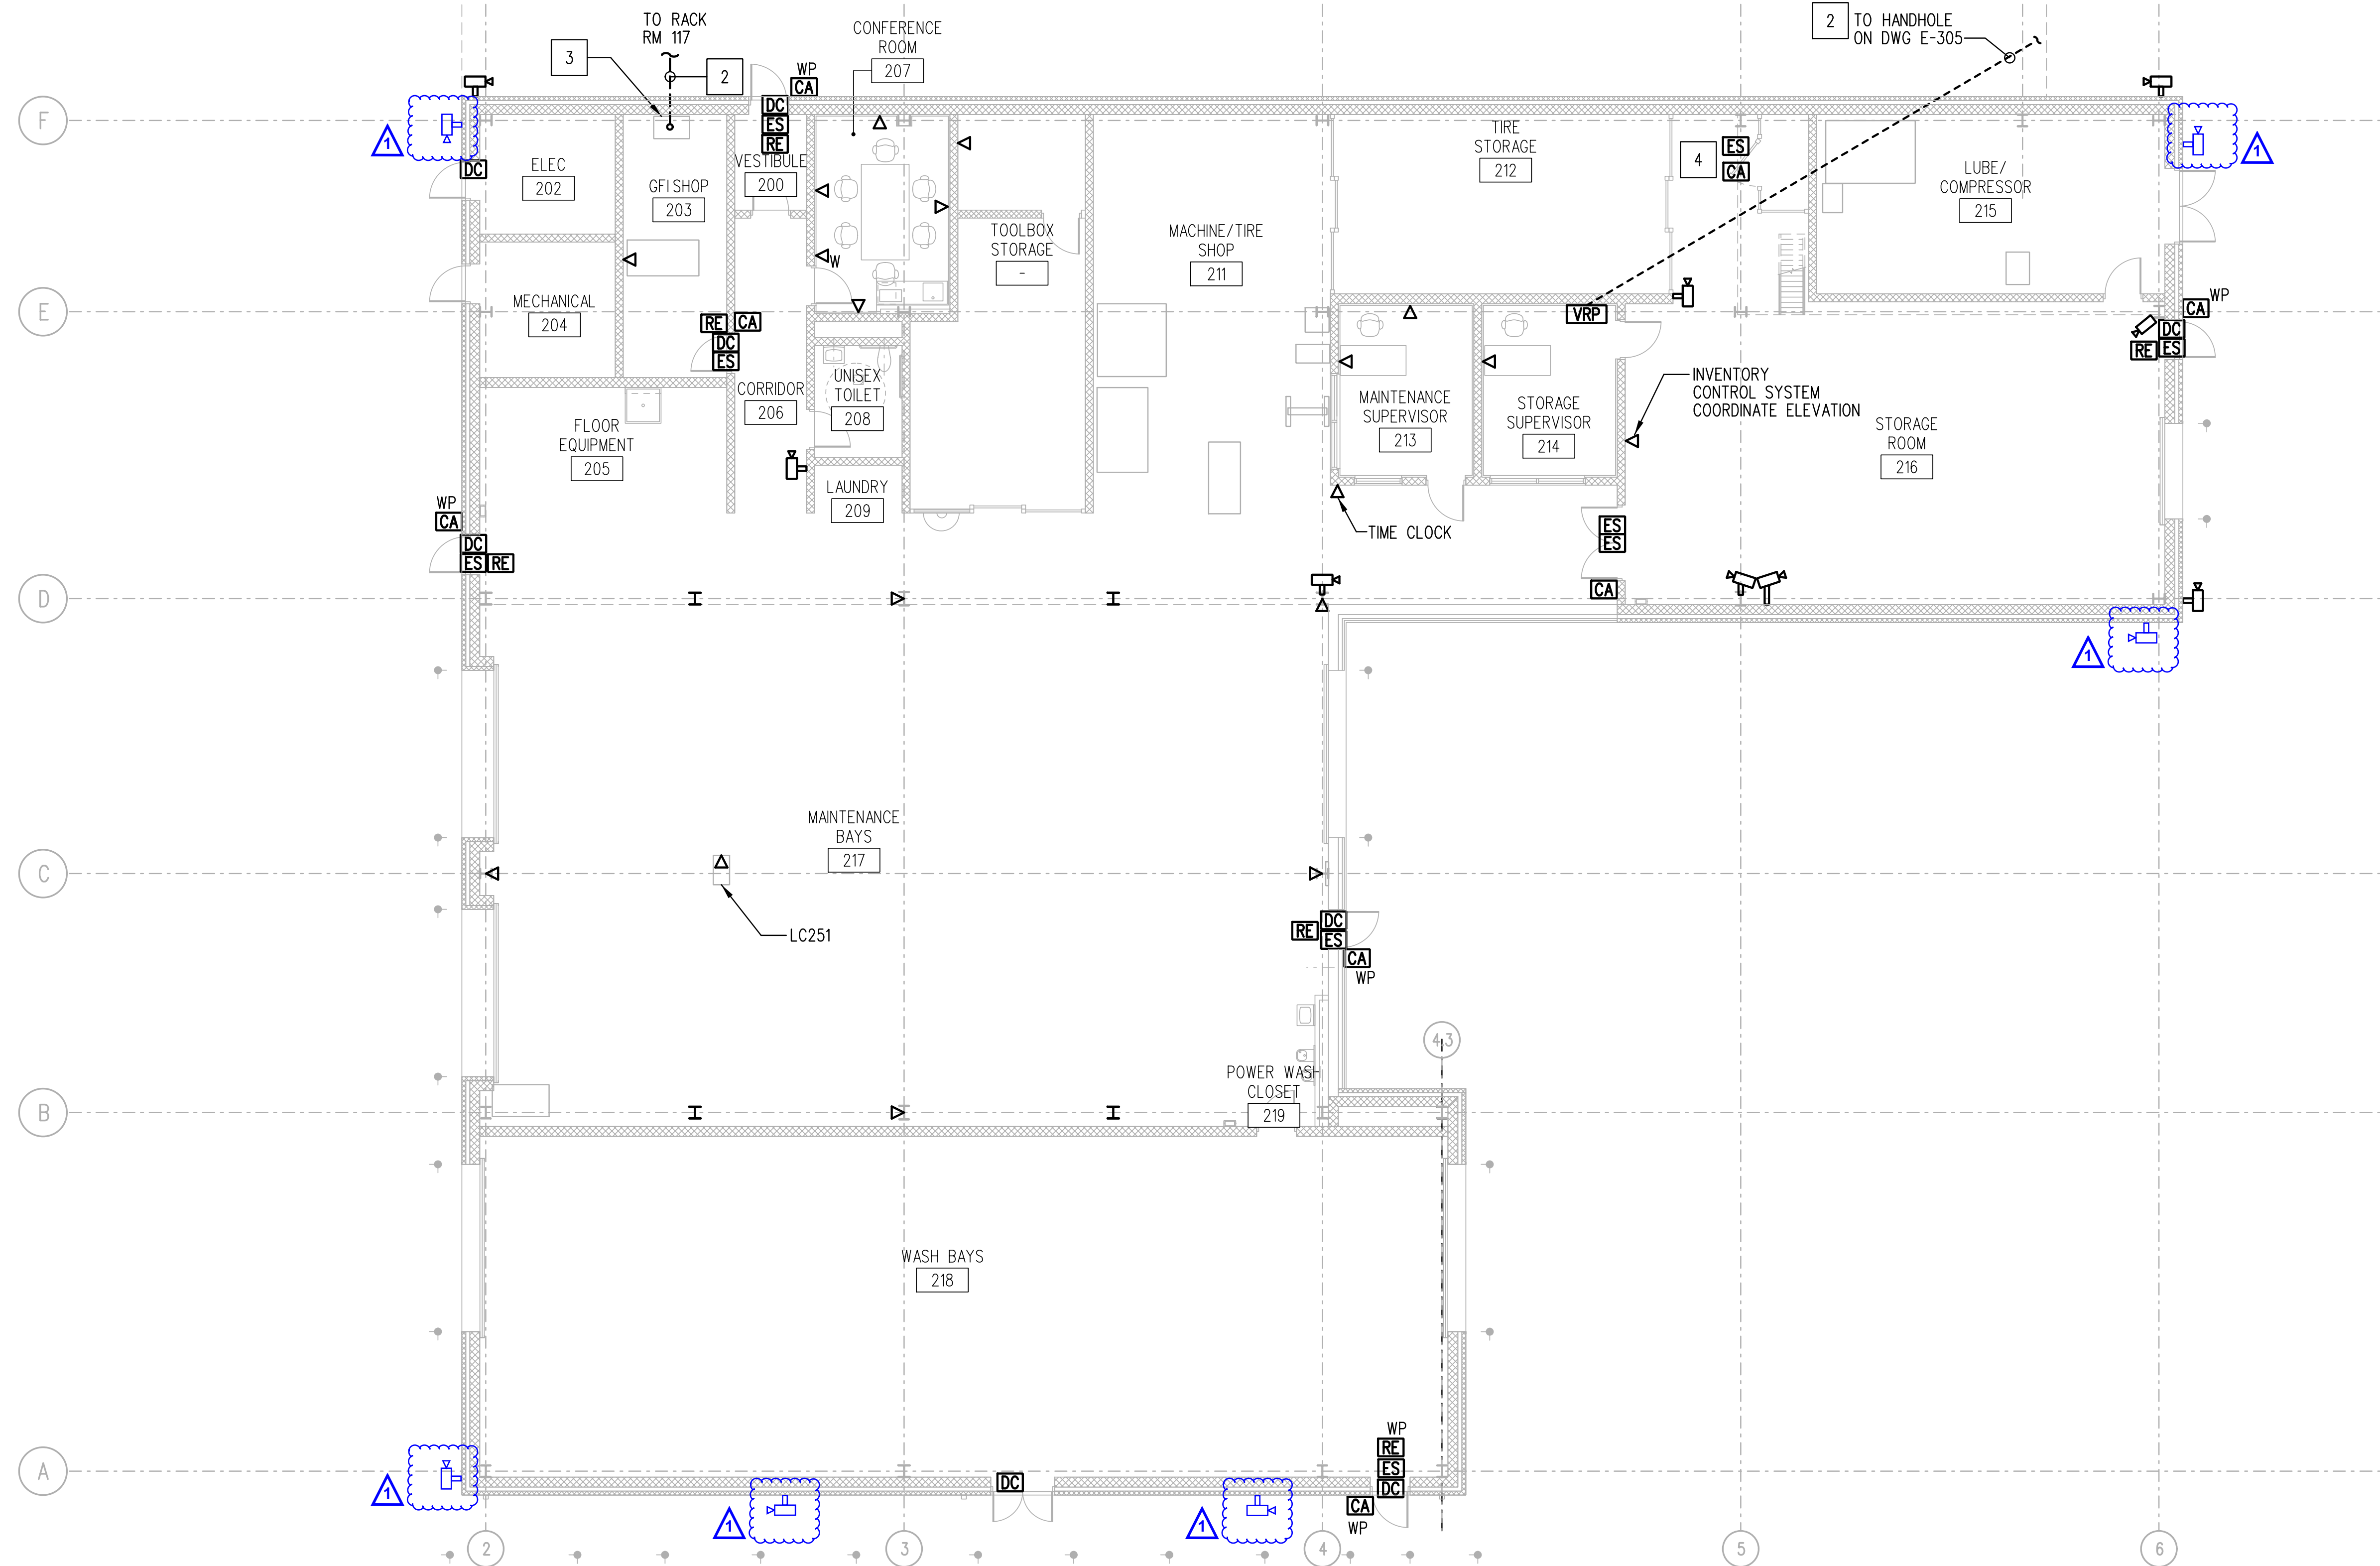 TO RACK
RM 117
3
2
CONFERENCE
ROOM
207
WP
CA
DC
ES
RE
VESTIBULE
200
2
TO HANDHOLE
ON DWG E-305
F
1
DC
ELEC
202
GFI SHOP
203
TIRE
STORAGE
212
4
ES
CA
LUBE/
COMPRESSOR
215
1
TOOLBOX
STORAGE
-
MACHINE/TIRE
SHOP
211
W
E
MECHANICAL
204
RE
CA
DC
ES
VRP
CA
WP
DC
RE
ES
CORRIDOR
206
UNISEX
TOILET
208
MAINTENANCE
SUPERVISOR
213
STORAGE
SUPERVISOR
214
INVENTORY
CONTROL SYSTEM
COORDINATE ELEVATION
STORAGE
ROOM
216
FLOOR
EQUIPMENT
205
LAUNDRY
209
TIME CLOCK
WP
CA
DC
ES
RE
ES
ES
CA
D
1
MAINTENANCE
BAYS
217
C
LC251
DC
RE
ES
CA
WP
4.3
POWER WASH
CLOSET
219
B
WASH BAYS
218
WP
RE
ES
DC
CA
WP
A
1
DC
1
1
2
3
4
5
6